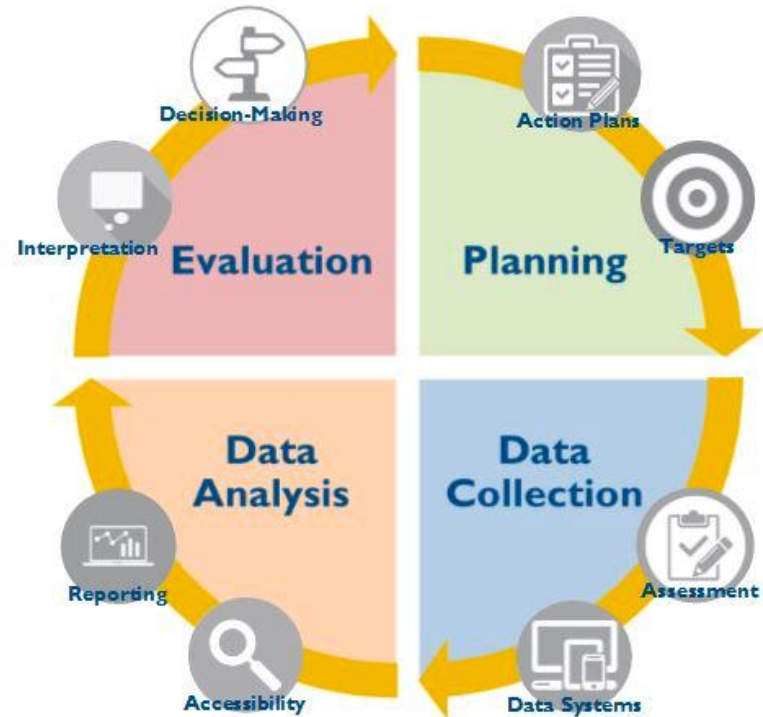 Decision-Making
Action Plans
Interpretation
Evaluation
Planning
Targets
Data
Analysis
Data
Collection
Reporting
Assessment
Accessibility
Data Systems